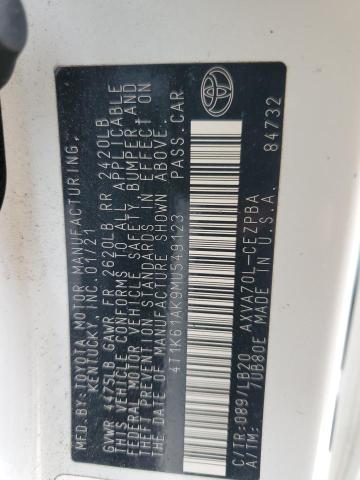 MFD. BY: TOYOTA MOTOR MANUFACTURING,
KENTUCKY, INC. 01/21
GVWR 4475LB GAWR FR 2620LB RR 2420LB
THIS VEHICLE CONFORMS TO ALL APPLICABLE
FEDERAL MOTOR VEHICLE SAFETY, BUMPER, AND
THEFT PREVENTION STANDARDS IN EFFECT ON
THE DATE OF MANUFACTURE SHOWN ABOVE.
4T1K61AK9MU549123 PASS. CAR
C/TR:089/LB20 AXVA70L-CEZPBA
A/TM: /UB80E MADE IN U.S.A.
84732